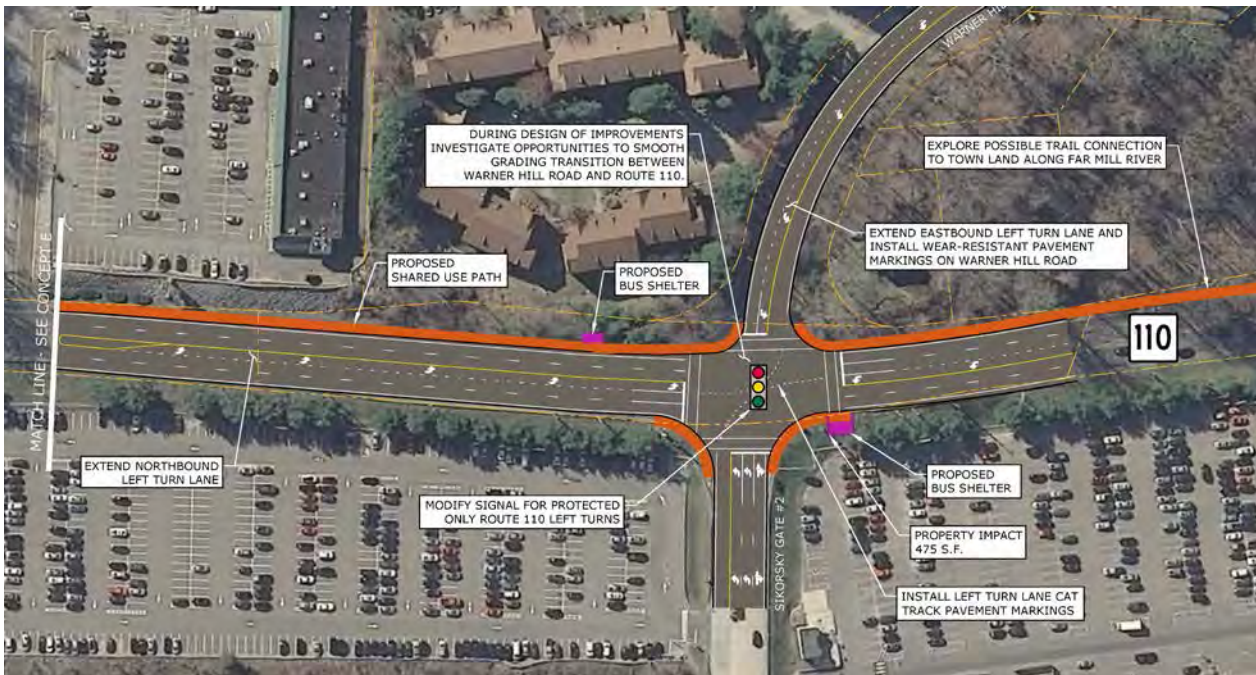 WARNER HI
DURING DESIGN OF IMPROVEMENTS
INVESTIGATE OPPORTUNITIES TO SMOOTH
GRADING TRANSITION BETWEEN
WARNER HILL ROAD AND ROUTE 110.
EXPLORE POSSIBLE TRAIL CONNECTION
TO TOWN LAND ALONG FAR MILL RIVER
EXTEND EASTBOUND LEFT TURN LANE AND
INSTALL WEAR-RESISTANT PAVEMENT
MARKINGS ON WARNER HILL ROAD
PROPOSED
SHARED USE PATH
PROPOSED
BUS SHELTER
110
MATCH LINE - SEE CONCEPT E
EXTEND NORTHBOUND
LEFT TURN LANE
MODIFY SIGNAL FOR PROTECTED
ONLY ROUTE 110 LEFT TURNS
SIKORSKY GATE #2
PROPOSED
BUS SHELTER
PROPERTY IMPACT
475 S.F.
INSTALL LEFT TURN LANE CAT
TRACK PAVEMENT MARKINGS